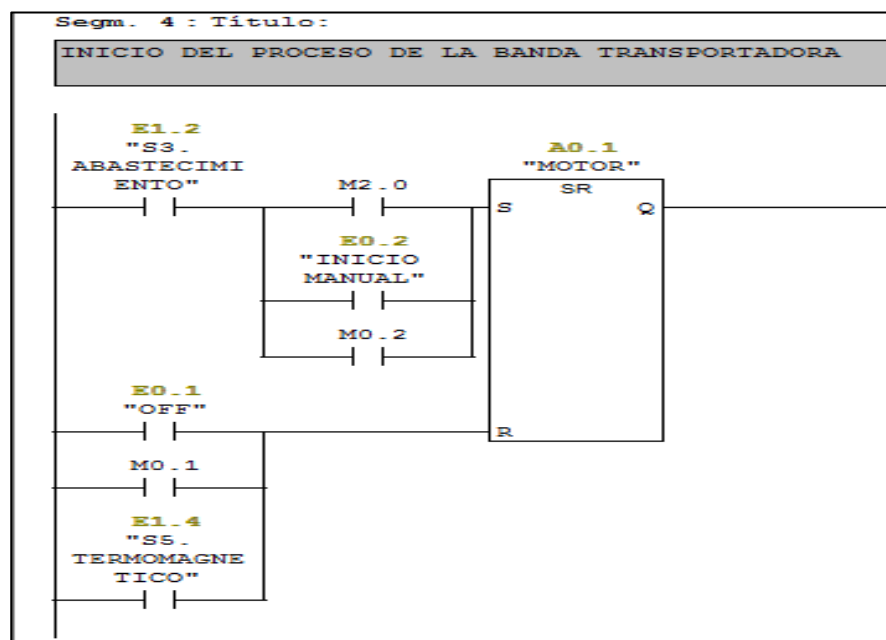 Segm. 4 : Título:
INICIO DEL PROCESO DE LA BANDA TRANSPORTADORA
E1.2
"S3.
ABASTECIMI
ENTO"
M2.0
E0.2
"INICIO
MANUAL"
M0.2
A0.1
"MOTOR"
SR
S
Q
E0.1
"OFF"
R
M0.1
E1.4
"S5.
TERMOMAGNE
TICO"